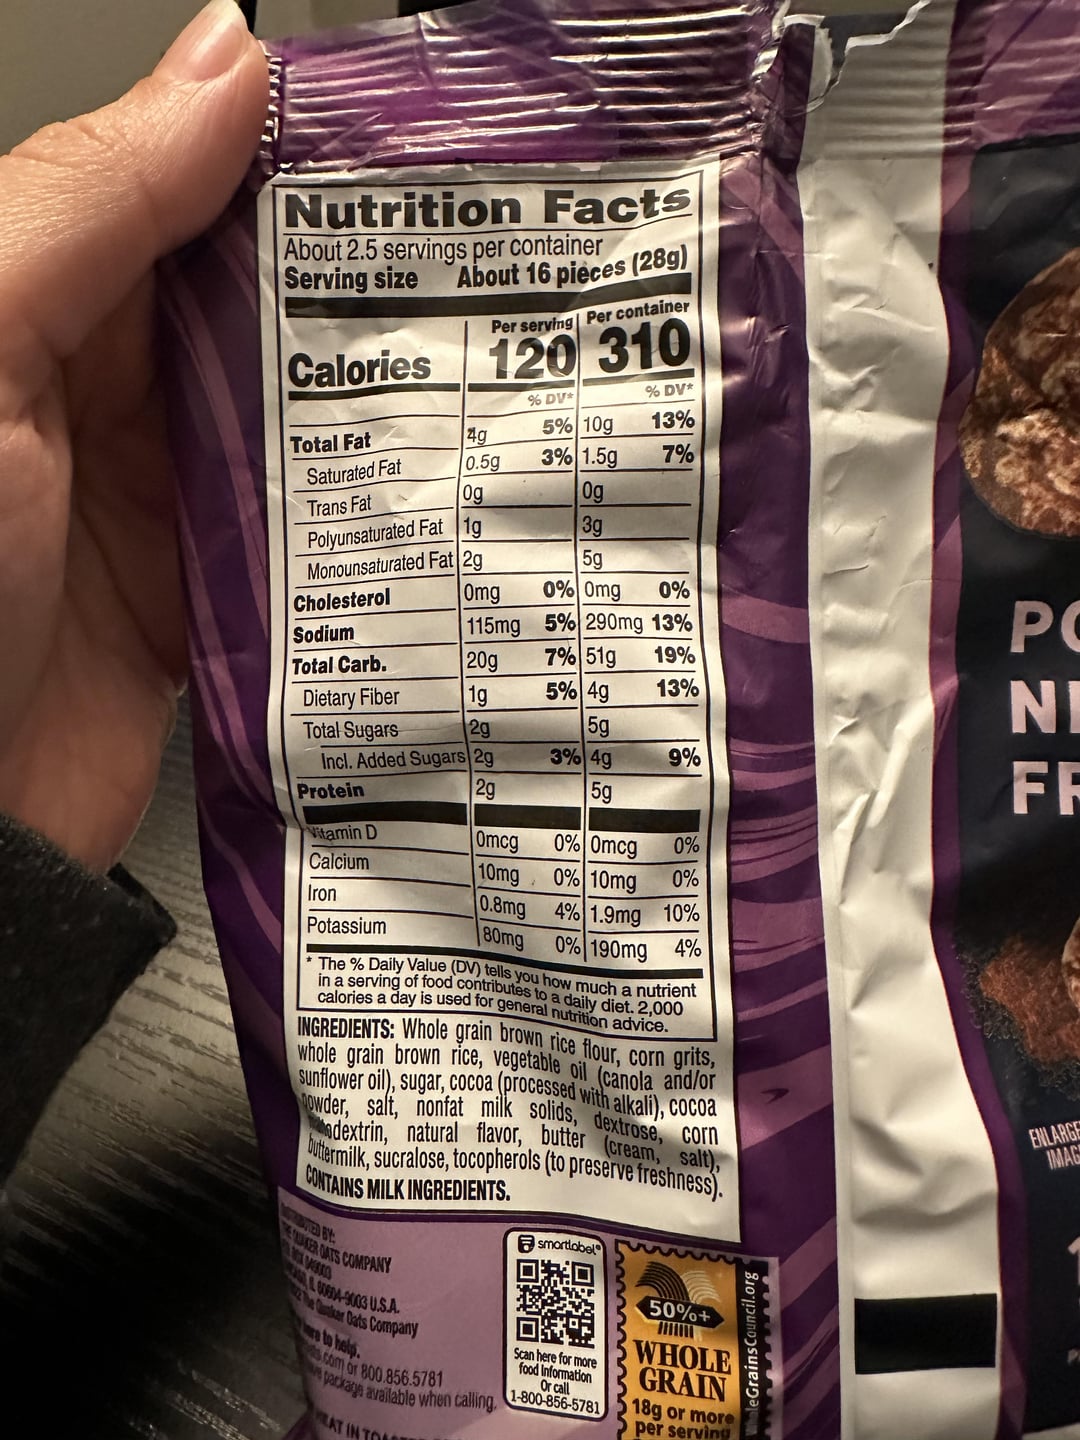 Nutrition Facts
About 2.5 servings per container
Serving size About 16 pieces (28g)
Per serving Per container
Calories 120 310
% DV* % DV*
Total Fat 4g 5% 10g 13%
Saturated Fat 0.5g 3% 1.5g 7%
Trans Fat 0g 0g
Polyunsaturated Fat 1g 3g
Monounsaturated Fat 2g 5g
Cholesterol 0mg 0% 0mg 0%
Sodium 115mg 5% 290mg 13%
Total Carb. 20g 7% 51g 19%
Dietary Fiber 1g 5% 4g 13%
Total Sugars 2g 5g
Incl. Added Sugars 2g 3% 4g 9%
Protein 2g 5g
Vitamin D 0mcg 0% 0mcg 0%
Calcium 10mg 0% 10mg 0%
Iron 0.8mg 4% 1.9mg 10%
Potassium 80mg 0% 190mg 4%
* The % Daily Value (DV) tells you how much a nutrient
in a serving of food contributes to a daily diet. 2,000
calories a day is used for general nutrition advice.
INGREDIENTS: Whole grain brown rice flour, corn grits,
whole grain brown rice, vegetable oil (canola and/or
sunflower oil), sugar, cocoa (processed with alkali), cocoa
powder, salt, nonfat milk solids, dextrose, corn
maltodextrin, natural flavor, butter (cream, salt),
buttermilk, sucralose, tocopherols (to preserve freshness).
CONTAINS MILK INGREDIENTS.
BY:
QUAKER OATS COMPANY
60604-9003 U.S.A.
The Quaker Oats Company
to help.
.com or 800.856.5781
package available when calling.
smartlabel®
Scan here for more
food information
Or call
1-800-856-5781
50%+
WHOLE
GRAIN
18g or more
per serving
WholeGrainsCouncil.org
ENLARGE